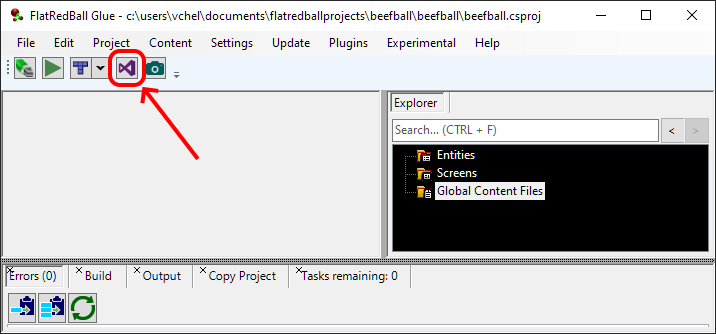 FlatRedBall Glue - c:\users\vchel\documents\flatredballprojects\beefball\beefball\beefball.csproj
File Edit Project Content Settings Update Plugins Experimental Help
Explorer
Search... (CTRL + F)
< >
Entities
Screens
Global Content Files
Errors (0) Build Output Copy Project Tasks remaining: 0